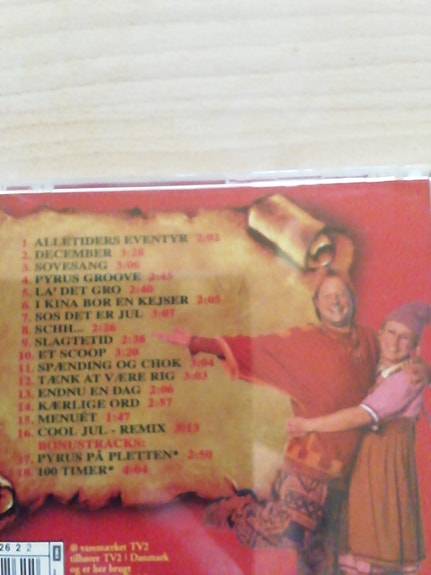 1. ALLETIDERS EVENTYR 2:02
2. DECEMBER 3:28
3. SOVESANG 3:06
4. PYRUS GROOVE 2:45
5. LA' DET GRO 2:40
6. I KINA BOR EN KEJSER 2:05
7. SOS DET ER JUL 3:07
8. SCHH... 2:26
9. SLAGTETID 2:38
10. ET SCOOP 3:20
11. SPÆNDING OG CHOK 3:04
12. TÆNK AT VÆRE RIG 3:03
13. ENDNU EN DAG 2:06
14. KÆRLIGE ORD 2:57
15. MENUET 1:47
16. COOL JUL - REMIX 3:13
BONUSTRACKS:
17. PYRUS PÅ PLETTEN* 2:50
18. 100 TIMER* 4:04
® varemærket TV2
tilhører TV2 i Danmark
og er her brugt
26 2 2